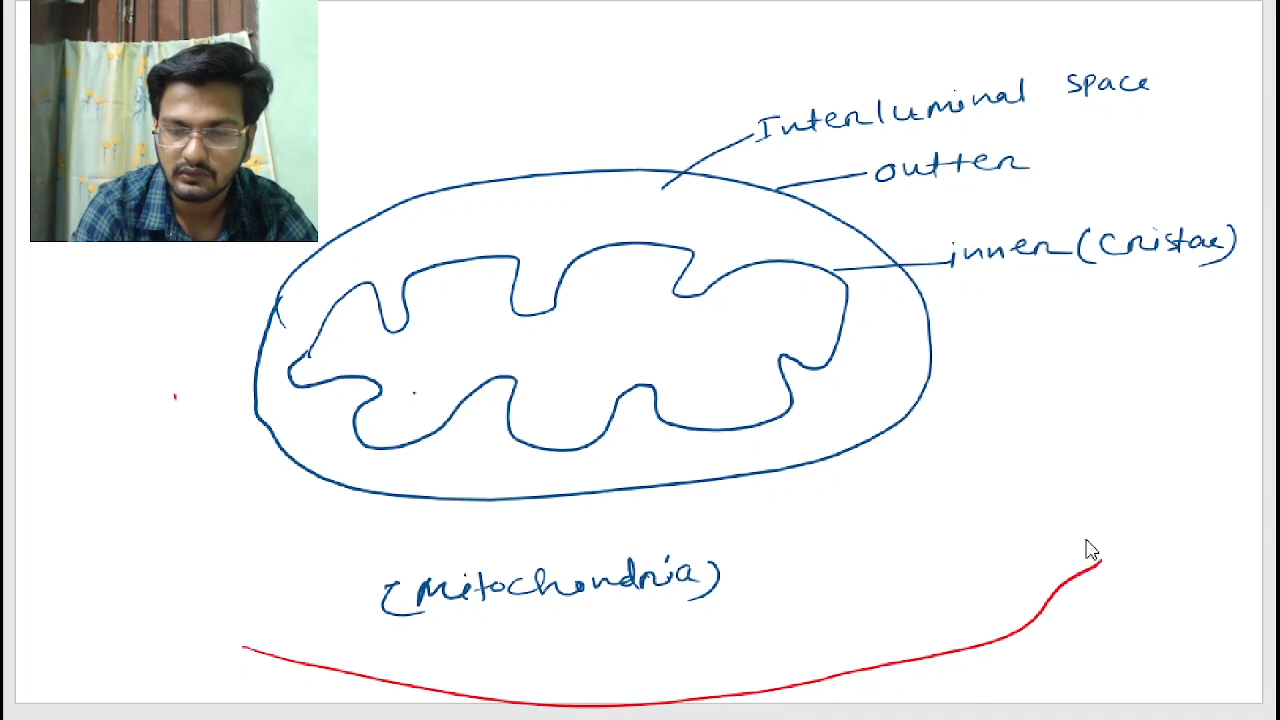 Interluminal space
outter
inner (cristae)
(Mitochondria)